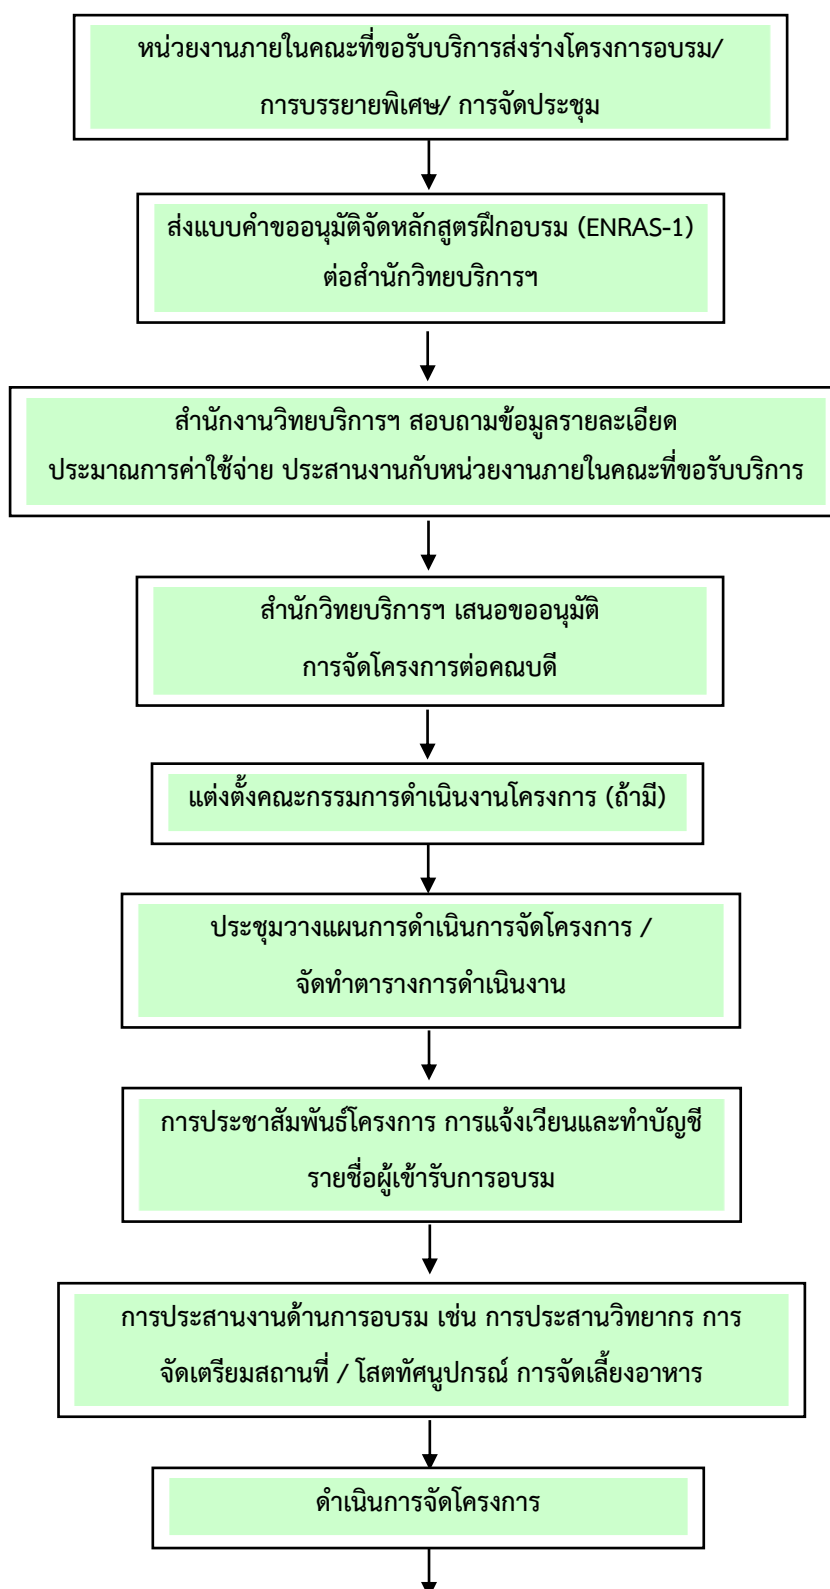 หน่วยงานภายในคณะที่ขอรับบริการส่งร่างโครงการอบรม/
การบรรยายพิเศษ/ การจัดประชุม
ส่งแบบคำขออนุมัติจัดหลักสูตรฝึกอบรม (ENRAS-1)
ต่อสำนักวิทยบริการฯ
สำนักงานวิทยบริการฯ สอบถามข้อมูลรายละเอียด
ประมาณการค่าใช้จ่าย ประสานงานกับหน่วยงานภายในคณะที่ขอรับบริการ
สำนักวิทยบริการฯ เสนอขออนุมัติ
การจัดโครงการต่อคณบดี
แต่งตั้งคณะกรรมการดำเนินงานโครงการ (ถ้ามี)
ประชุมวางแผนการดำเนินการจัดโครงการ /
จัดทำตารางการดำเนินงาน
การประชาสัมพันธ์โครงการ การแจ้งเวียนและทำบัญชี
รายชื่อผู้เข้ารับการอบรม
การประสานงานด้านการอบรม เช่น การประสานวิทยากร การ
จัดเตรียมสถานที่ / โสตทัศนูปกรณ์ การจัดเลี้ยงอาหาร
ดำเนินการจัดโครงการ